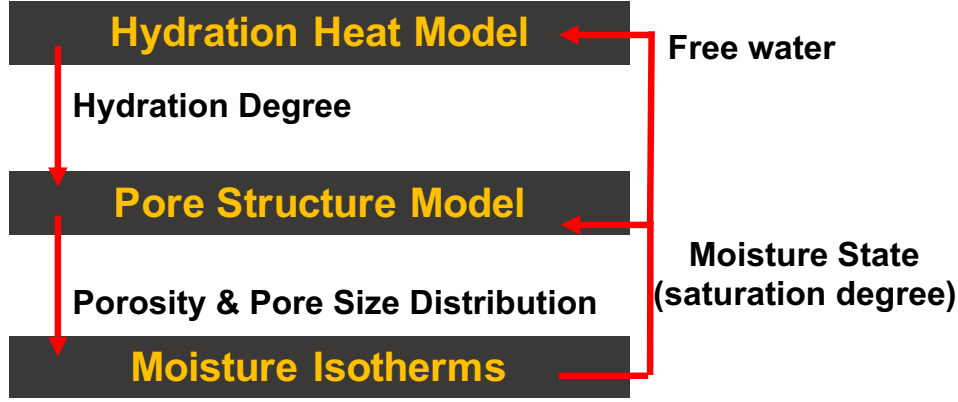 Hydration Heat Model
Free water
Hydration Degree
Pore Structure Model
Moisture State
(saturation degree)
Porosity & Pore Size Distribution
Moisture Isotherms